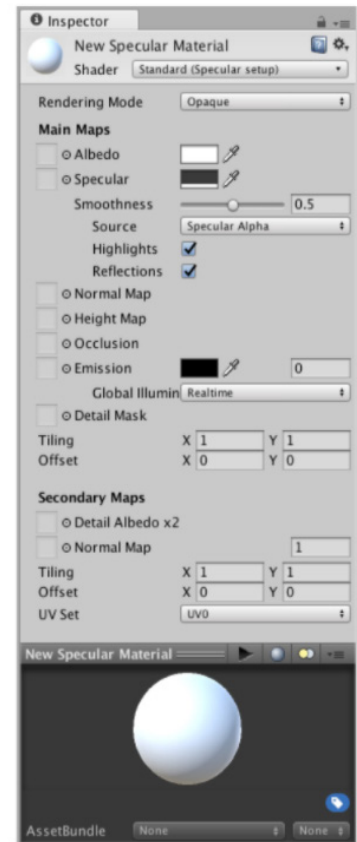 Inspector
New Specular Material
Shader Standard (Specular setup)
Rendering Mode Opaque
Main Maps
Albedo
Specular
Smoothness 0.5
Source Specular Alpha
Highlights
Reflections
Normal Map
Height Map
Occlusion
Emission 0
Global Illumin Realtime
Detail Mask
Tiling X 1 Y 1
Offset X 0 Y 0
Secondary Maps
Detail Albedo x2
Normal Map 1
Tiling X 1 Y 1
Offset X 0 Y 0
UV Set UV0
New Specular Material
AssetBundle None None